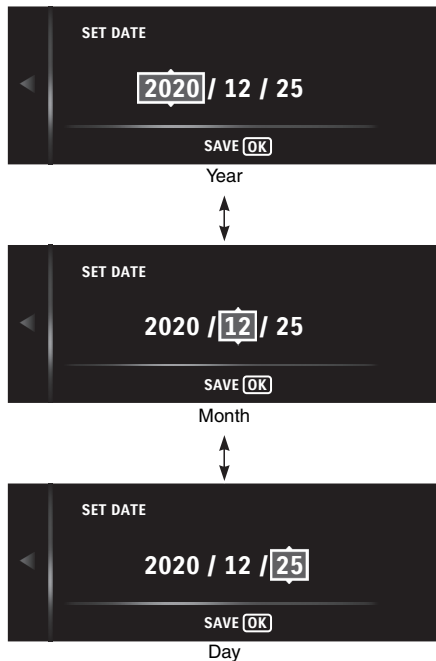 SET DATE
2020 / 12 / 25
SAVE OK
Year
SET DATE
2020 / 12 / 25
SAVE OK
Month
SET DATE
2020 / 12 / 25
SAVE OK
Day